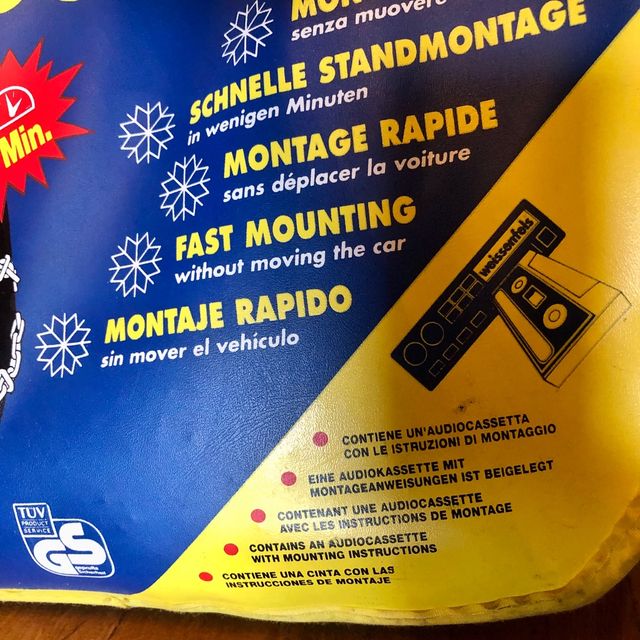 MON
senza muovere
SCHNELLE STANDMONTAGE
in wenigen Minuten
MONTAGE RAPIDE
sans déplacer la voiture
FAST MOUNTING
without moving the car
MONTAJE RAPIDO
sin mover el vehículo
Min.
weissenfels
CONTIENE UN'AUDIOCASSETTA
CON LE ISTRUZIONI DI MONTAGGIO
EINE AUDIOKASSETTE MIT
MONTAGEANWEISUNGEN IST BEIGELEGT
CONTENANT UNE AUDIOCASSETTE
AVEC LES INSTRUCTIONS DE MONTAGE
CONTAINS AN AUDIOCASSETTE
WITH MOUNTING INSTRUCTIONS
CONTIENE UNA CINTA CON LAS
INSTRUCCIONES DE MONTAJE
TÜV
PRODUCT
SERVICE
GS
geprüfte
Sicherheit